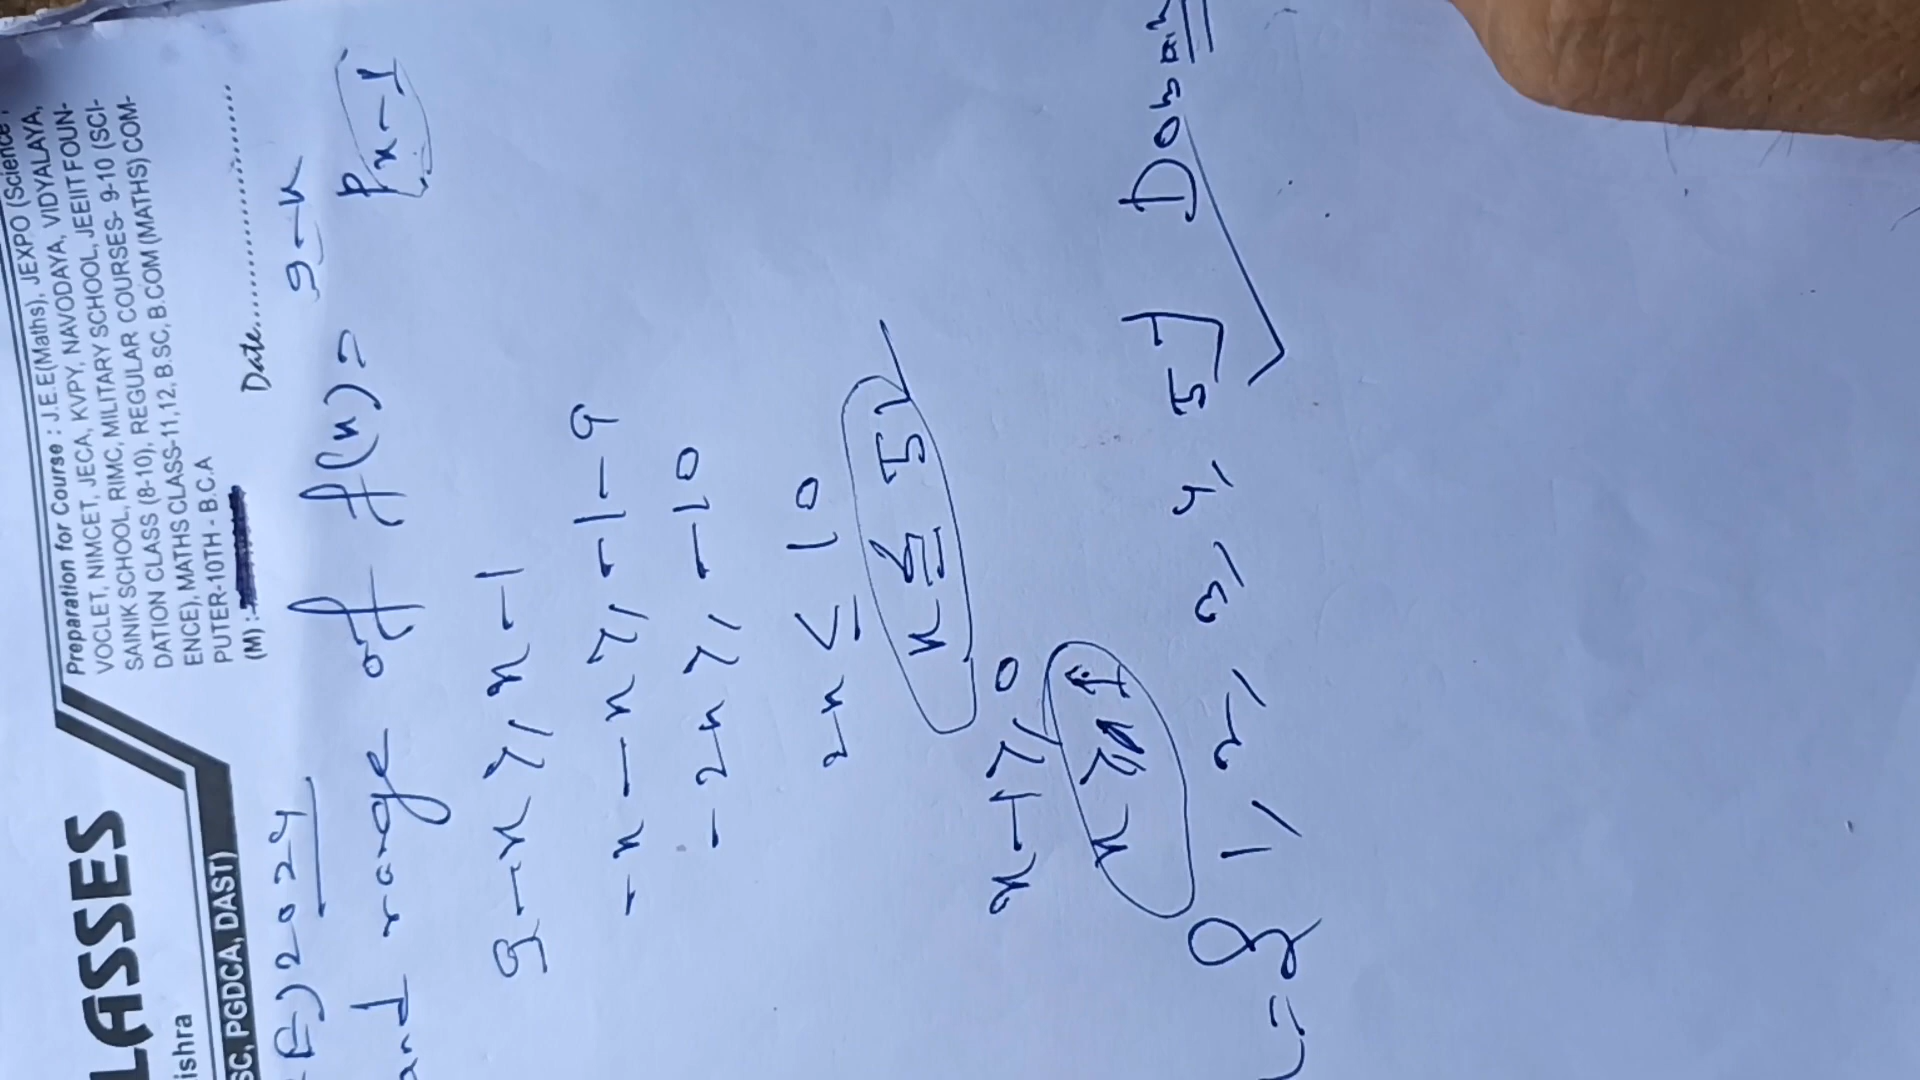 LASSES
ishra
SC, PGDCA, DAST)
Preparation for Course : J.E.E(Maths), JEXPO (Science,
VOCLET, NIMCET, JECA, KVPY, NAVODAYA, VIDYALAYA,
SAINIK SCHOOL, RIMC, MILITARY SCHOOL, JEEIIT FOUN-
DATION CLASS (8-10), REGULAR COURSES- 9-10 (SCI-
ENCE), MATHS CLASS-11,12, B.SC, B.COM (MATHS) COM-
PUTER-10TH - B.C.A
(M) :-
Date................................
E) 2024
and range of f(x) = 9-x P x-1
9-x ≥ x-1
-x-x ≥ -1-9
-2x ≥ -10
2x ≤ 10
x ≤ 5
x-1 ≥ 0
x ≥ 1
= { 1, 2, 3, 4, 5 } Domain